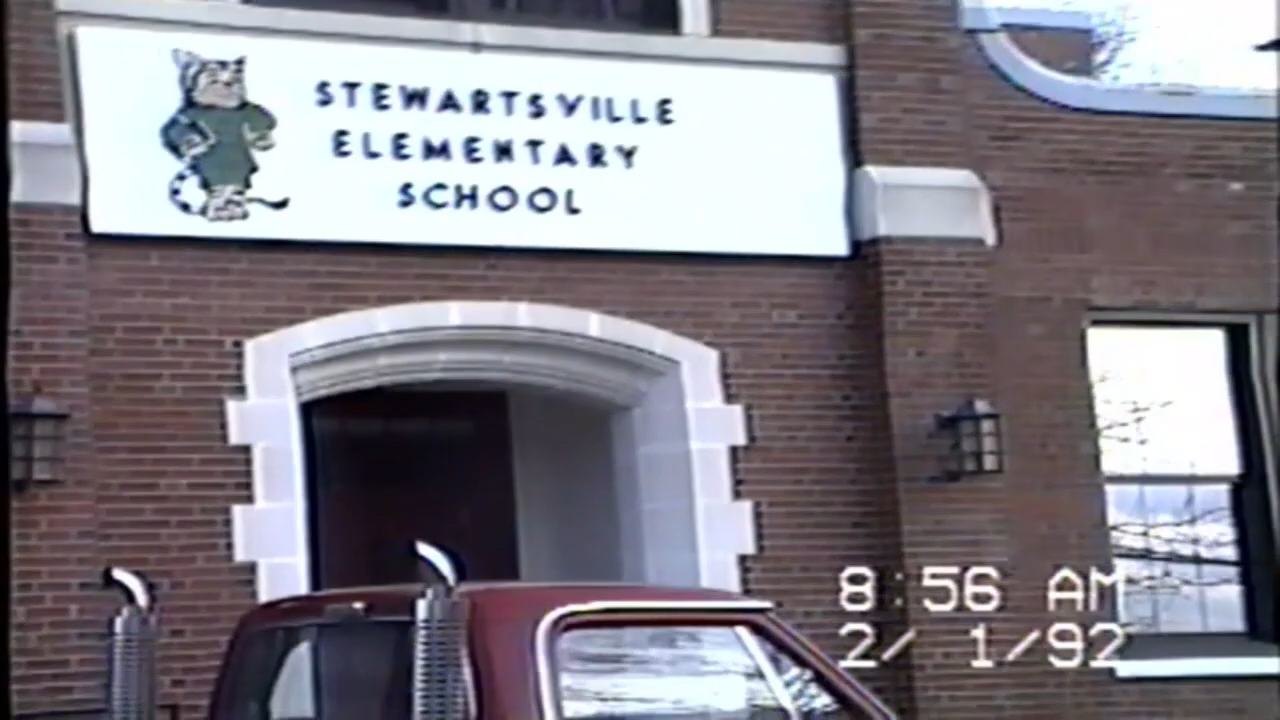 STEWARTSVILLE
ELEMENTARY
SCHOOL
8:56 AM
2/ 1/92